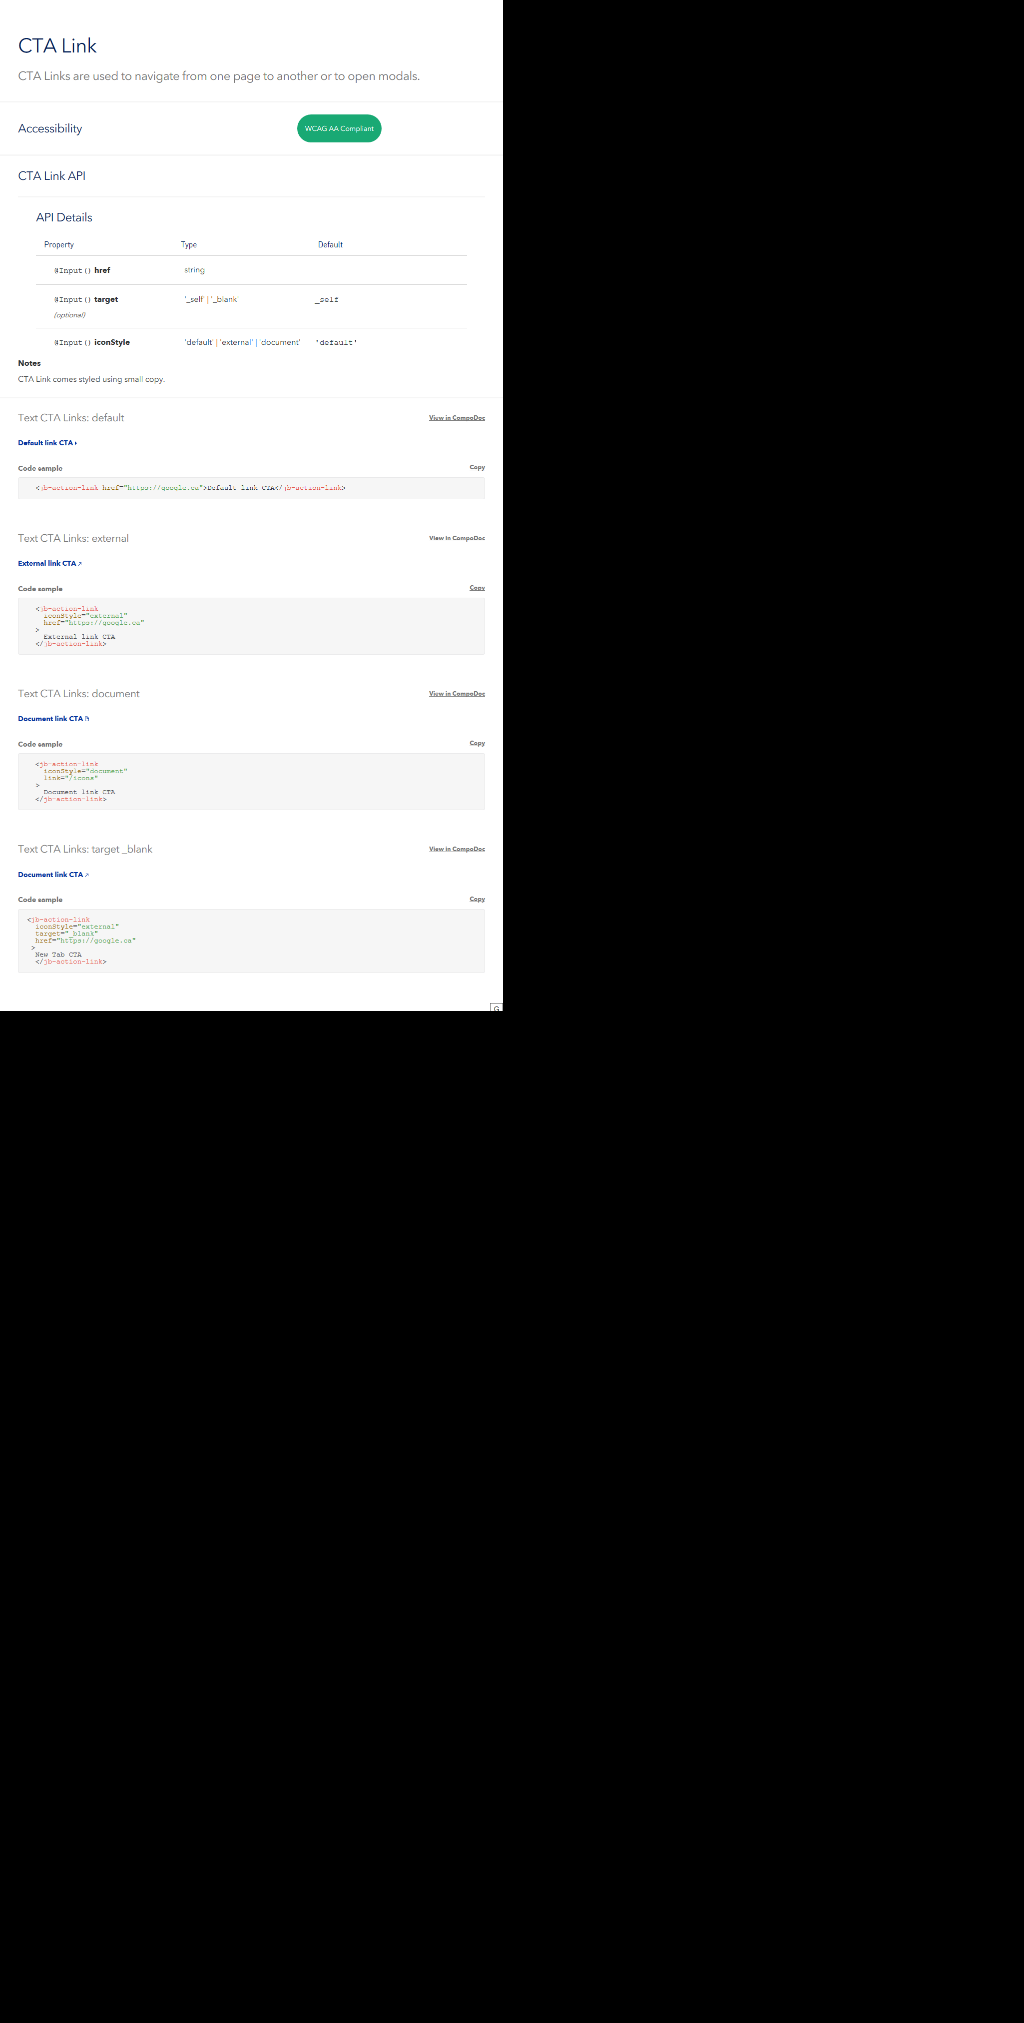 CTA Link
CTA Links are used to navigate from one page to another or to open modals.
Accessibility
WCAG AA Compliant
CTA Link API
API Details
Property Type Default
@Input() href string
@Input() target '_self' | '_blank _self
(optional)
@Input() iconStyle 'default' | 'external' | 'document' 'default'
Notes
CTA Link comes styled using small copy.
Text CTA Links: default View in CompoDoc
Default link CTA
Code sample Copy
<jb-action-link href="https://google.ca">Default link CTA</jb-action-link>
Text CTA Links: external View in CompoDoc
External link CTA
Code sample Copy
<jb-action-link
iconStyle="external"
href="https://google.ca"
>
External link CTA
</jb-action-link>
Text CTA Links: document View in CompoDoc
Document link CTA
Code sample Copy
<jb-action-link
iconStyle="document"
link="/icons"
>
Document link CTA
</jb-action-link>
Text CTA Links: target _blank View in CompoDoc
Document link CTA
Code sample Copy
<jb-action-link
iconStyle="external"
target="_blank"
href="https://google.ca"
>
New Tab CTA
</jb-action-link>
G